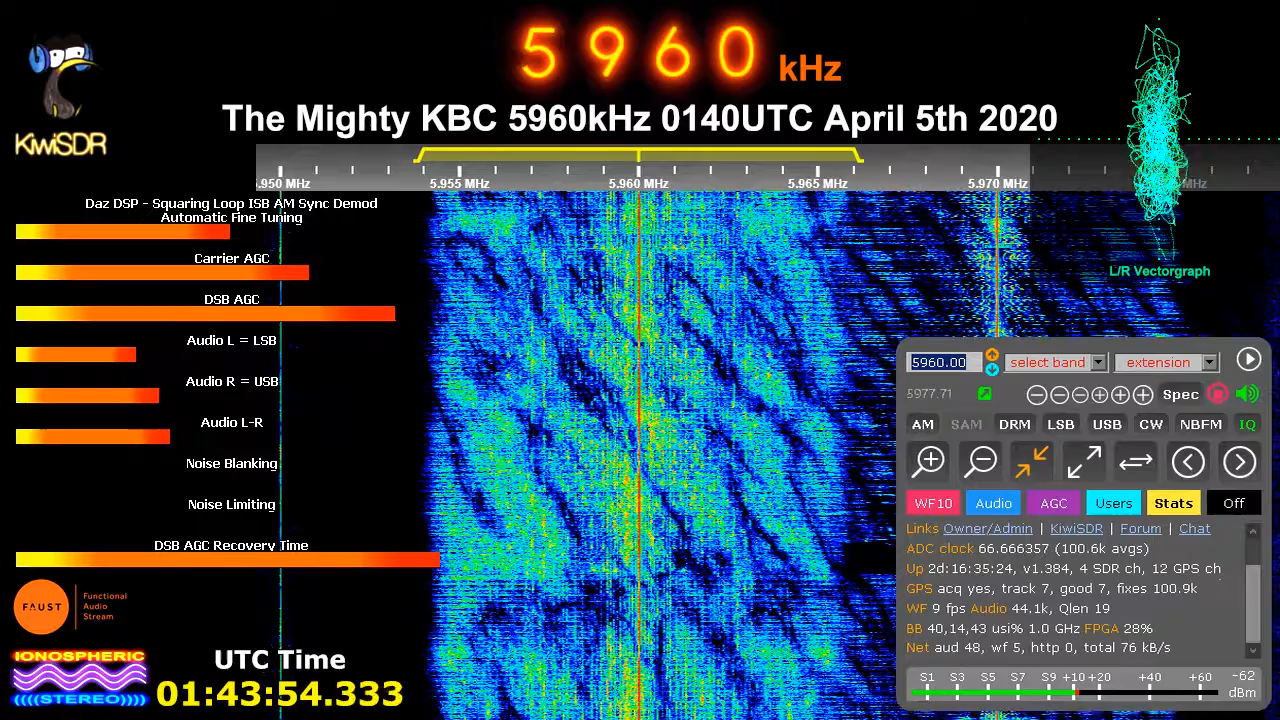 5960 kHz
The Mighty KBC 5960kHz 0140UTC April 5th 2020
KiwiSDR
5.950 MHz 5.955 MHz 5.960 MHz 5.965 MHz 5.970 MHz MHz
Daz DSP - Squaring Loop ISB AM Sync Demod
Automatic Fine Tuning
Carrier AGC
DSB AGC
Audio L = LSB
Audio R = USB
Audio L-R
Noise Blanking
Noise Limiting
DSB AGC Recovery Time
FAUST
Functional
Audio
Stream
IONOSPHERIC
((((STEREO))))
UTC Time
01:43:54.333
L/R Vectorgraph
5960.00 select band extension
5977.71 Spec
AM SAM DRM LSB USB CW NBFM IQ
WF10 Audio AGC Users Stats Off
Links Owner/Admin | KiwiSDR | Forum | Chat
ADC clock 66.666357 (100.6k avgs)
Up 2d:16:35:24, v1.384, 4 SDR ch, 12 GPS ch
GPS acq yes, track 7, good 7, fixes 100.9k
WF 9 fps Audio 44.1k, Qlen 19
BB 40,14,43 usi% 1.0 GHz FPGA 28%
Net aud 48, wf 5, http 0, total 76 kB/s
S1 S3 S5 S7 S9 +10 +20 +40 +60 -62
dBm